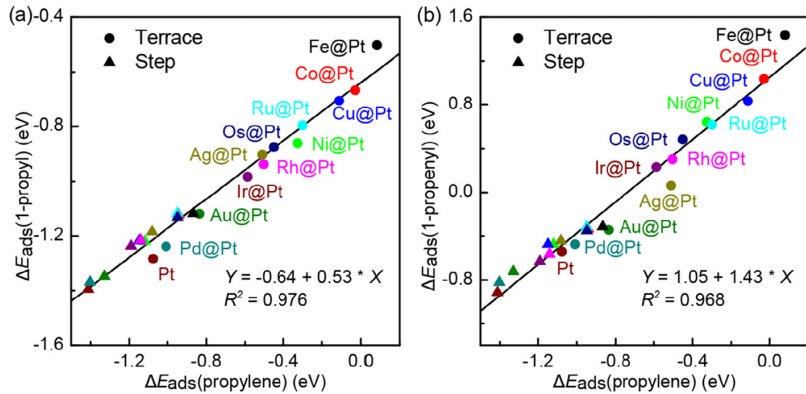 (a)
-0.4
-0.8
-1.2
-1.6
ΔEads(1-propyl) (eV)
● Terrace
▲ Step
Fe@Pt
Co@Pt
Ru@Pt
Cu@Pt
Os@Pt
Ni@Pt
Ag@Pt
Rh@Pt
Ir@Pt
Au@Pt
Pd@Pt
Pt
Y = -0.64 + 0.53 * X
R² = 0.976
-1.2 -0.8 -0.4 0.0
ΔEads(propylene) (eV)
(b)
1.6
0.8
0.0
-0.8
ΔEads(1-propenyl) (eV)
● Terrace
▲ Step
Fe@Pt
Co@Pt
Cu@Pt
Ni@Pt
Ru@Pt
Os@Pt
Rh@Pt
Ir@Pt
Ag@Pt
Au@Pt
Pd@Pt
Pt
Y = 1.05 + 1.43 * X
R² = 0.968
-1.2 -0.8 -0.4 0.0
ΔEads(propylene) (eV)